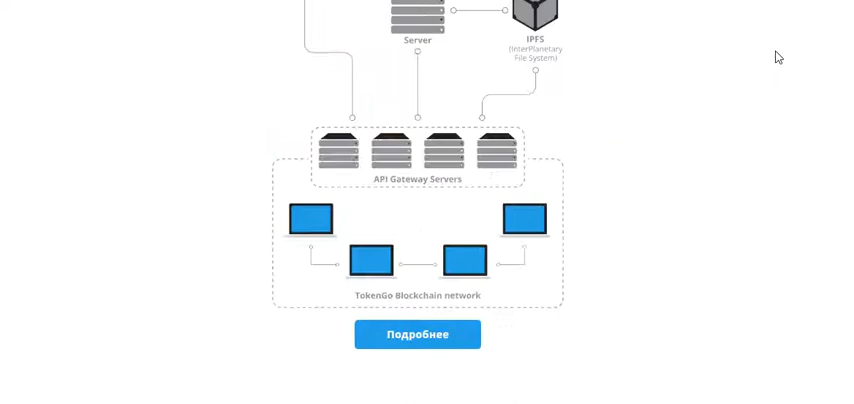 Server
IPFS
(InterPlanetary
File System)
API Gateway Servers
TokenGo Blockchain network
Подробнее